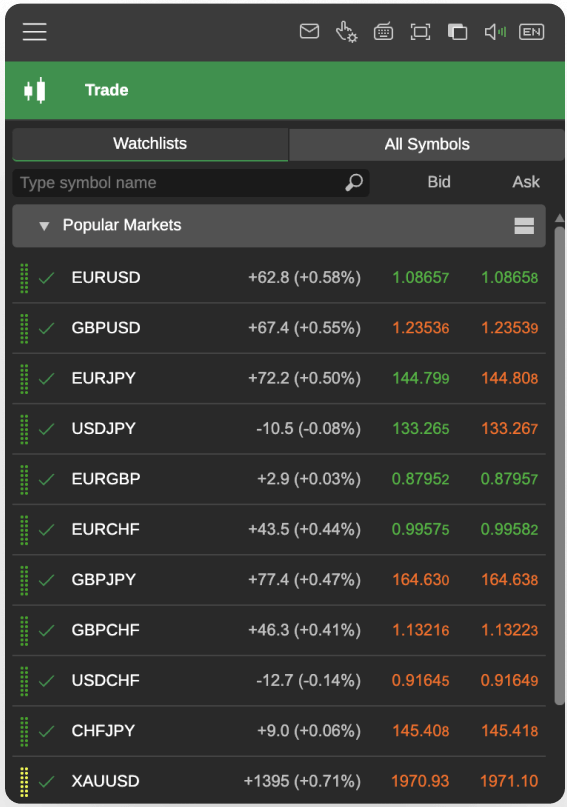 EN
Trade
Watchlists All Symbols
Type symbol name Bid Ask
Popular Markets
EURUSD +62.8 (+0.58%) 1.08657 1.08658
GBPUSD +67.4 (+0.55%) 1.23536 1.23539
EURJPY +72.2 (+0.50%) 144.799 144.808
USDJPY -10.5 (-0.08%) 133.265 133.267
EURGBP +2.9 (+0.03%) 0.87952 0.87957
EURCHF +43.5 (+0.44%) 0.99575 0.99582
GBPJPY +77.4 (+0.47%) 164.630 164.638
GBPCHF +46.3 (+0.41%) 1.13216 1.13223
USDCHF -12.7 (-0.14%) 0.91645 0.91649
CHFJPY +9.0 (+0.06%) 145.408 145.418
XAUUSD +1395 (+0.71%) 1970.93 1971.10